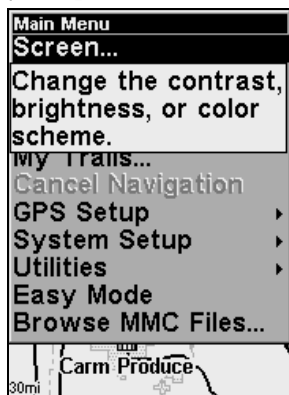 Main Menu
Screen...
Change the contrast,
brightness, or color
scheme.
My Trails...
Cancel Navigation
GPS Setup
System Setup
Utilities
Easy Mode
Browse MMC Files...
Carm Produce
30mi